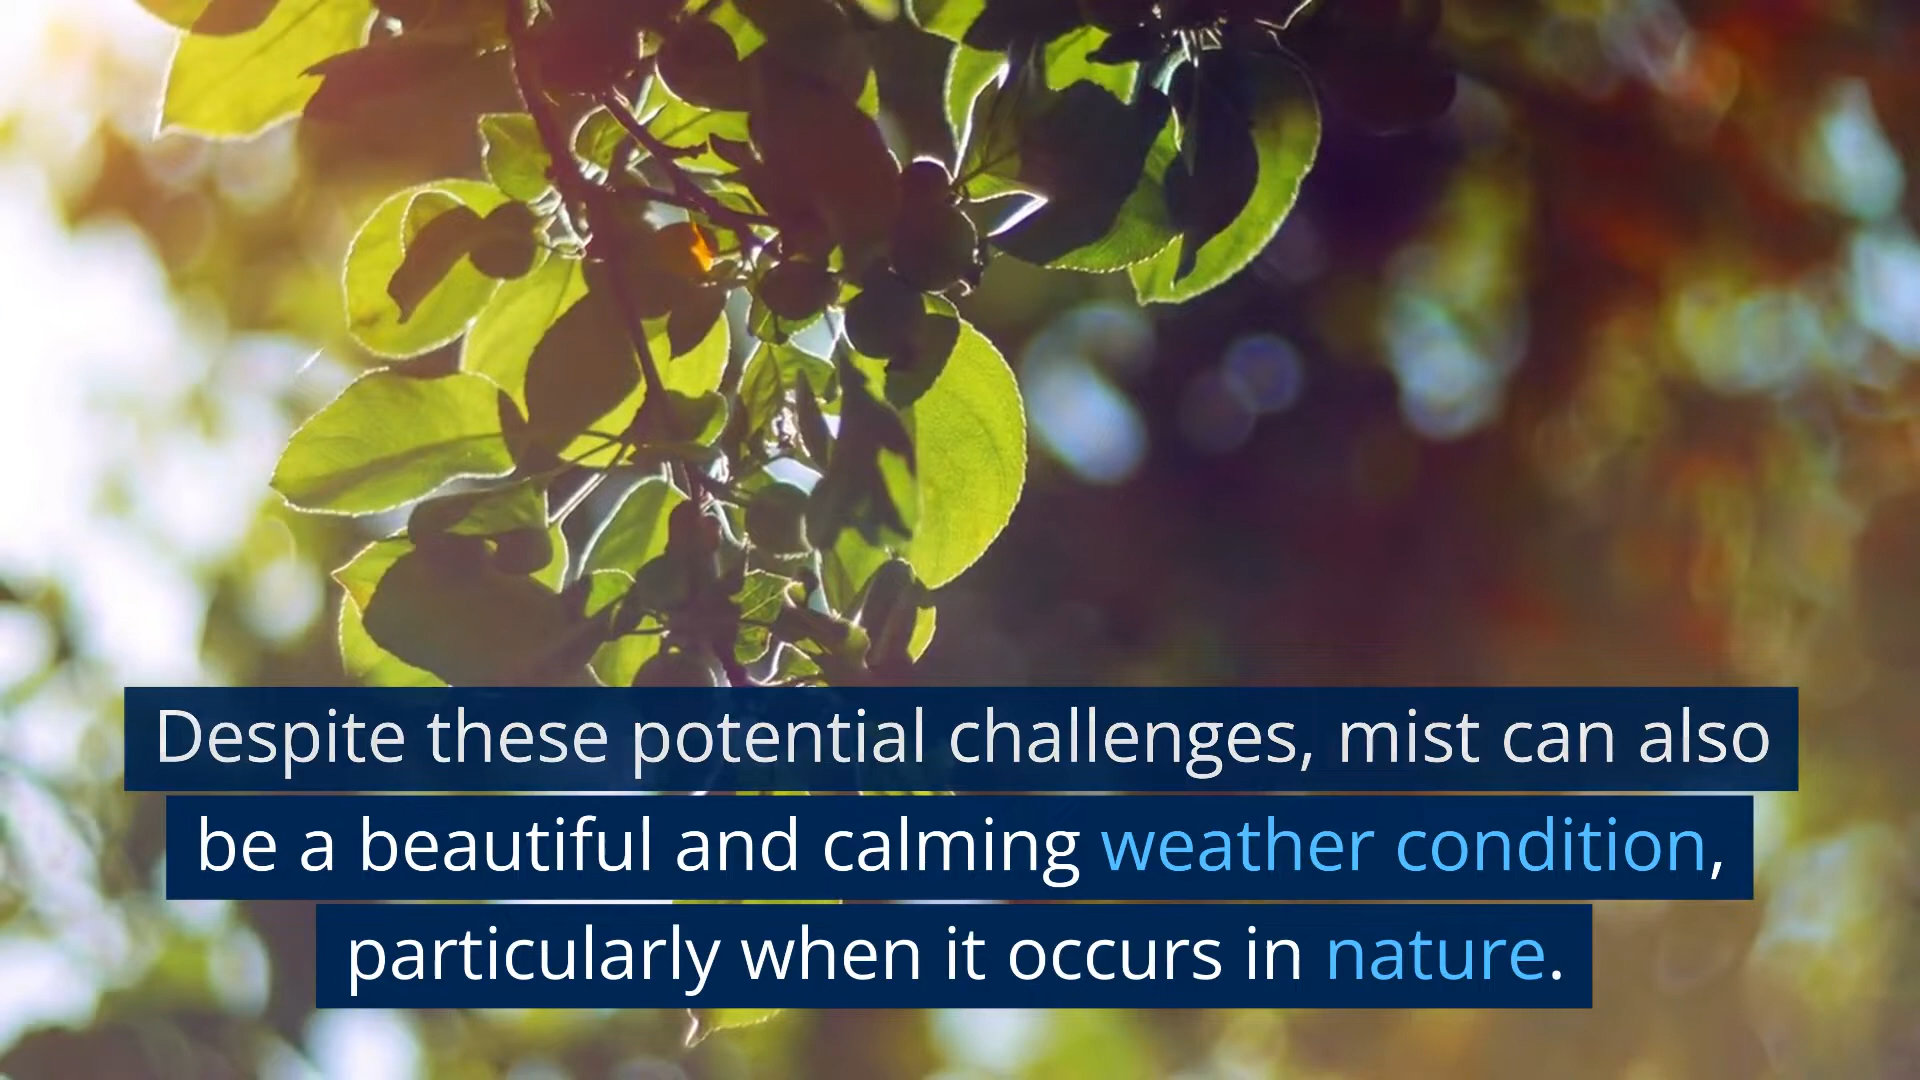 Despite these potential challenges, mist can also
be a beautiful and calming weather condition,
particularly when it occurs in nature.